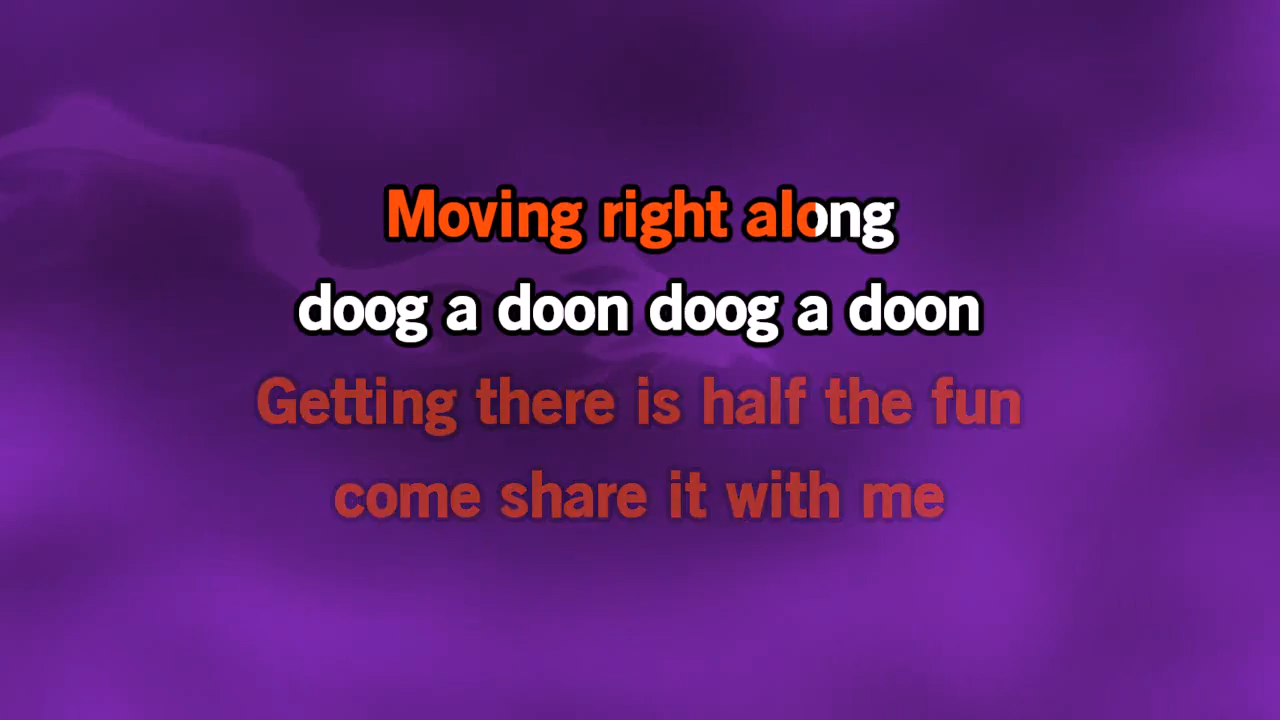 Moving right along
doog a doon doog a doon
Getting there is half the fun
come share it with me